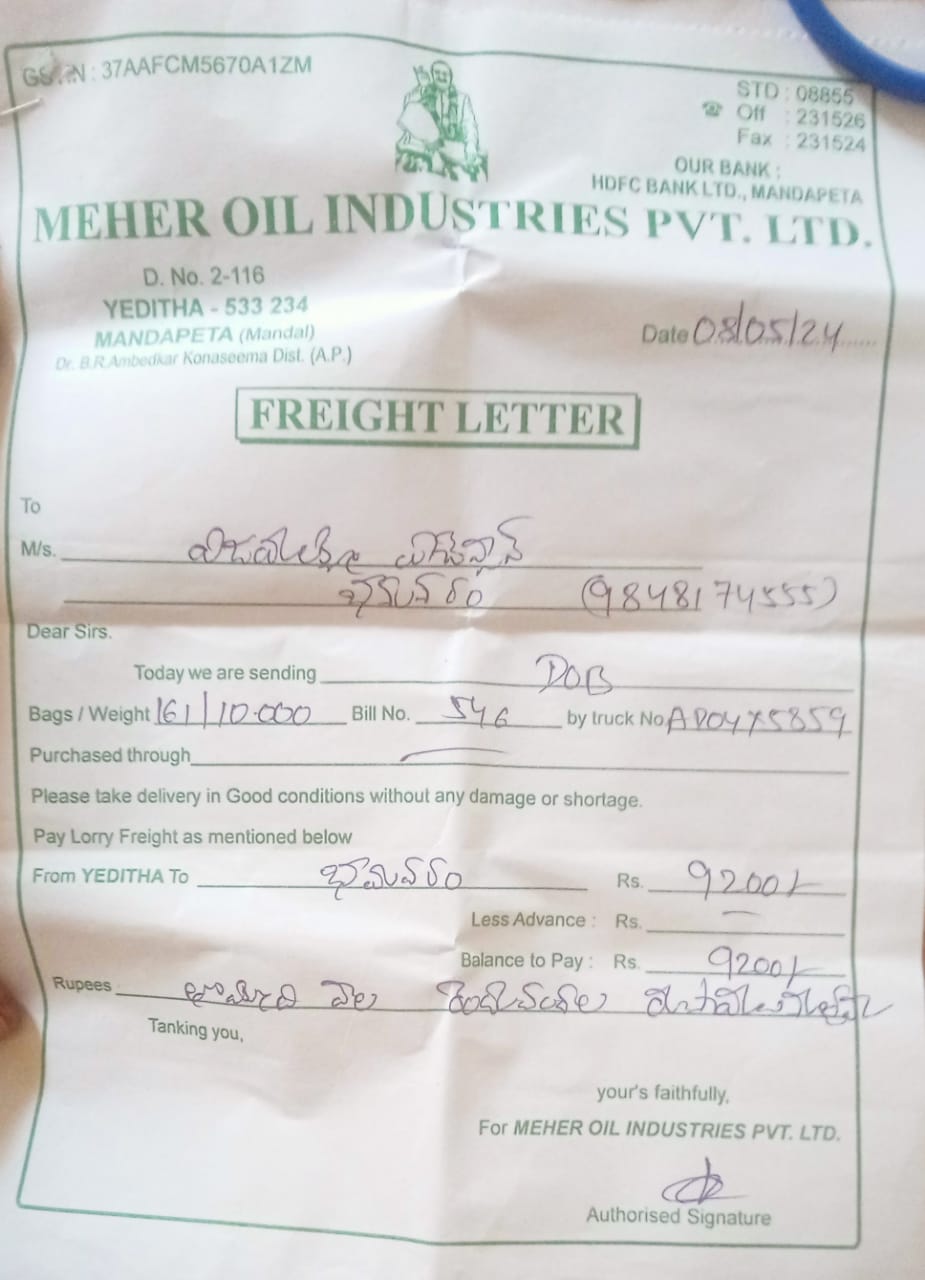 GSTIN : 37AAFCM5670A1ZM
STD : 08855
Off : 231526
Fax : 231524
OUR BANK :
HDFC BANK LTD., MANDAPETA
MEHER OIL INDUSTRIES PVT. LTD.
D. No. 2-116
YEDITHA - 533 234
MANDAPETA (Mandal)
Dr. B.R.Ambedkar Konaseema Dist. (A.P.)
Date 08/05/24
FREIGHT LETTER
To
M/s.
భీమవరం (9848174555)
Dear Sirs.
Today we are sending DOB
Bags / Weight 161/10.000 Bill No. 546 by truck No AP04X5859
Purchased through
Please take delivery in Good conditions without any damage or shortage.
Pay Lorry Freight as mentioned below
From YEDITHA To భీమవరం Rs. 9200/-
Less Advance : Rs. —
Balance to Pay : Rs. 9200/-
Rupees
Tanking you,
your's faithfully,
For MEHER OIL INDUSTRIES PVT. LTD.
Authorised Signature